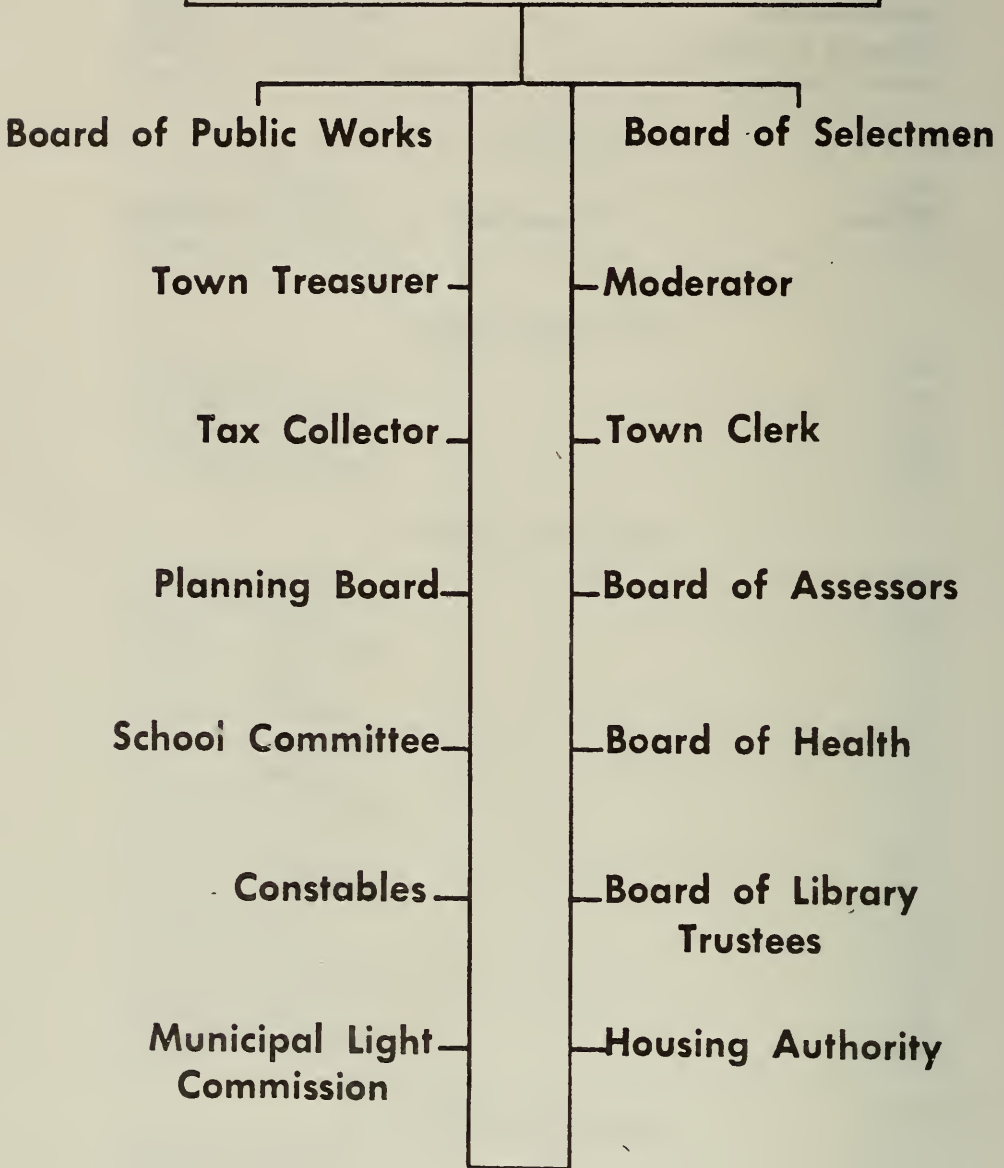 Board of Public Works
Board of Selectmen
Town Treasurer
Moderator
Tax Collector
Town Clerk
Planning Board
Board of Assessors
School Committee
Board of Health
Constables
Board of Library
Trustees
Municipal Light
Commission
Housing Authority